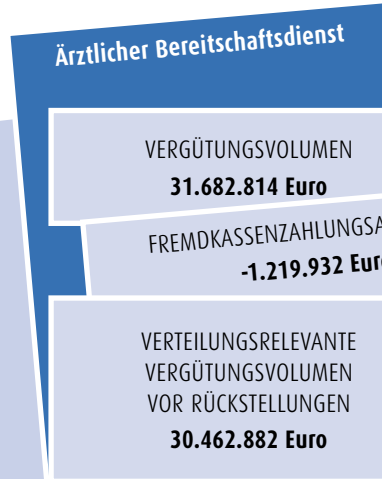 Ärztlicher Bereitschaftsdienst
VERGÜTUNGSVOLUMEN
31.682.814 Euro
-1.219.932
VERTEILUNGSRELEVANTE
VERGÜTUNGSVOLUMEN
VOR RÜCKSTELLUNGEN
30.462.882 Euro